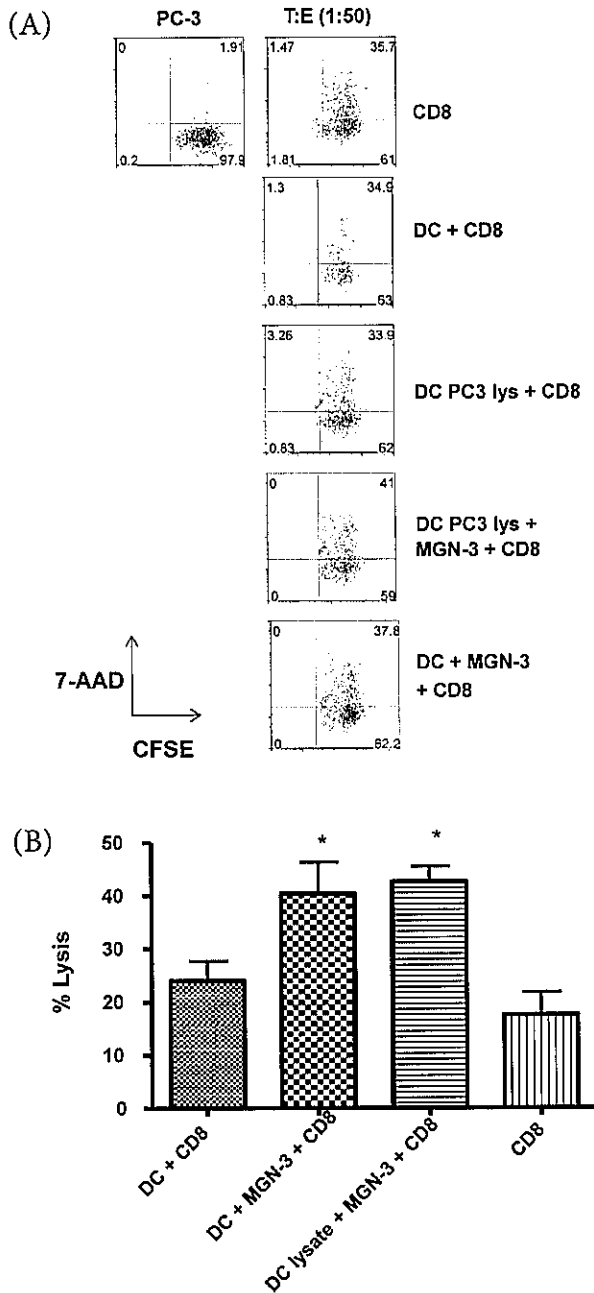 (A)
PC-3
T:E (1:50)
0 1.91
0.2 97.9
1.47 35.7
1.81 61
CD8
1.3 34.9
0.83 63
DC + CD8
3.26 33.9
0.83 62
DC PC3 lys + CD8
0 41
0 59
DC PC3 lys +
MGN-3 + CD8
0 37.8
0 62.2
DC + MGN-3
+ CD8
7-AAD
CFSE
(B)
% Lysis
50
40
30
20
10
0
* *
DC + CD8
DC + MGN-3 + CD8
DC lysate + MGN-3 + CD8
CD8